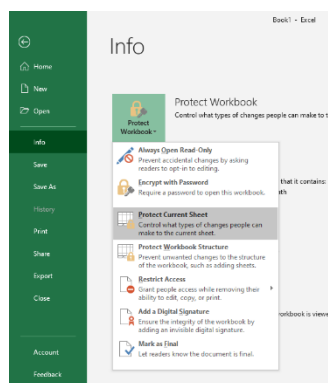 Book1 - Excel
Info
Home
New
Open
Info
Save
Save As
History
Print
Share
Export
Close
Account
Feedback
Protect
Workbook
Protect Workbook
Control what types of changes people can make to t
Always Open Read-Only
Prevent accidental changes by asking
readers to opt-in to editing.
Encrypt with Password
Require a password to open this workbook.
Protect Current Sheet
Control what types of changes people can
make to the current sheet.
Protect Workbook Structure
Prevent unwanted changes to the structure
of the workbook, such as adding sheets.
Restrict Access
Grant people access while removing their
ability to edit, copy, or print.
Add a Digital Signature
Ensure the integrity of the workbook by
adding an invisible digital signature.
Mark as Final
Let readers know the document is final.
that it contains:
th
orkbook is viewe